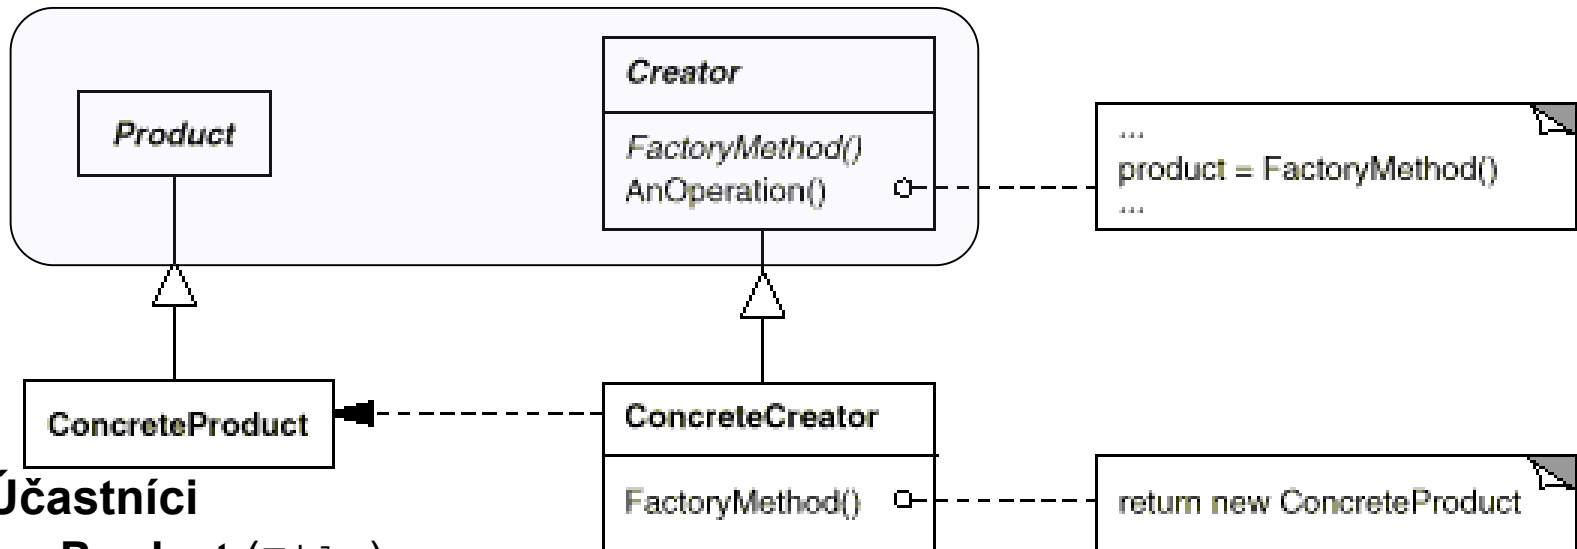 Product
Creator
FactoryMethod()
AnOperation()
...
product = FactoryMethod()
...
ConcreteProduct
ConcreteCreator
FactoryMethod()
return new ConcreteProduct
Účastníci